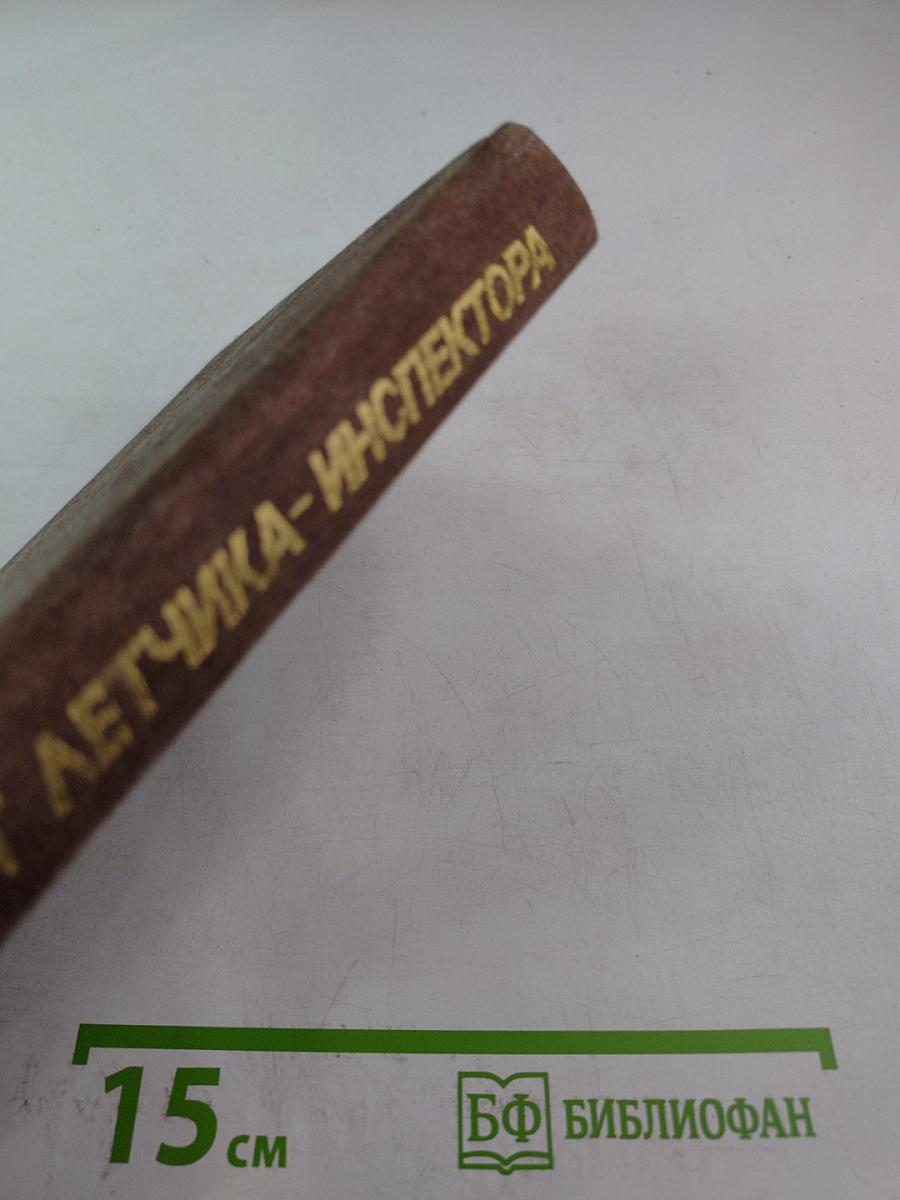 Т ЛЕТЧИКА-ИНСПЕКТОРА
15 см
БФ БИБЛИОФАН